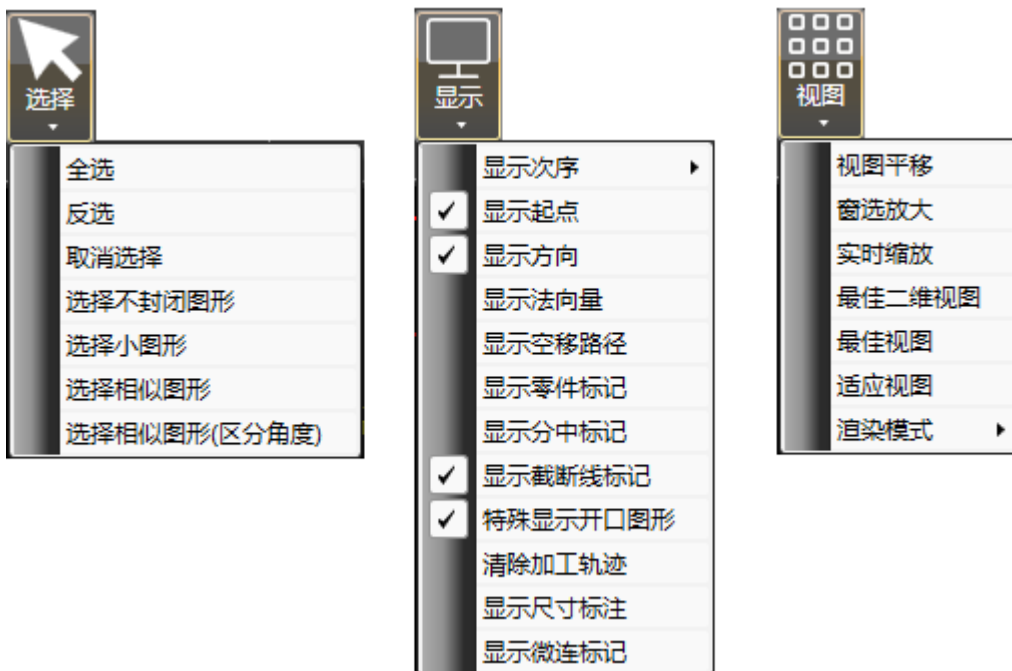 选择
全选
反选
取消选择
选择不封闭图形
选择小图形
选择相似图形
选择相似图形(区分角度)
显示
显示次序
显示起点
显示方向
显示法向量
显示空移路径
显示零件标记
显示分中标记
显示截断线标记
特殊显示开口图形
清除加工轨迹
显示尺寸标注
显示微连标记
视图
视图平移
窗选放大
实时缩放
最佳二维视图
最佳视图
适应视图
渲染模式